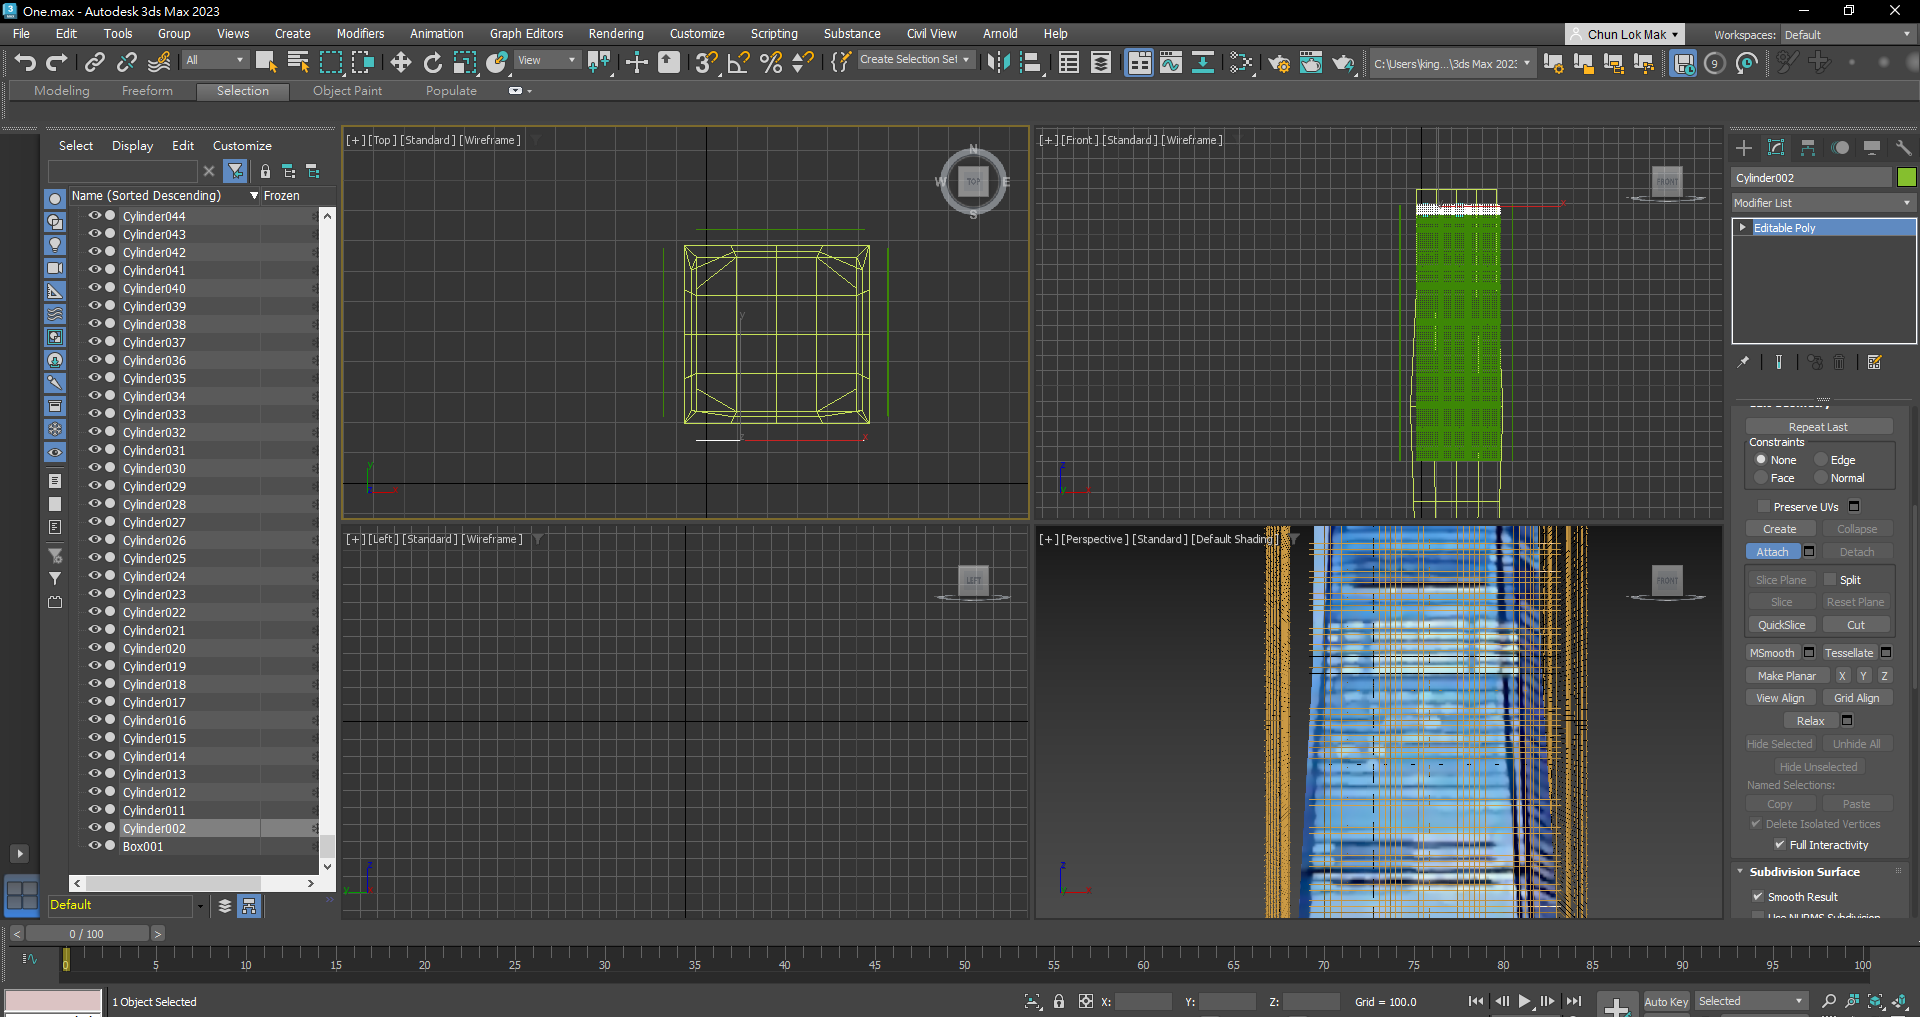 One.max - Autodesk 3ds Max 2023
File Edit Tools Group Views Create Modifiers Animation Graph Editors Rendering Customize Scripting Substance Civil View Arnold Help
Chun Lok Mak
Workspaces: Default
All
View
Create Selection Set
C:\Users\king...\3ds Max 2023
9
Modeling Freeform Selection Object Paint Populate
Select Display Edit Customize
Name (Sorted Descending) Frozen
Cylinder044
Cylinder043
Cylinder042
Cylinder041
Cylinder040
Cylinder039
Cylinder038
Cylinder037
Cylinder036
Cylinder035
Cylinder034
Cylinder033
Cylinder032
Cylinder031
Cylinder030
Cylinder029
Cylinder028
Cylinder027
Cylinder026
Cylinder025
Cylinder024
Cylinder023
Cylinder022
Cylinder021
Cylinder020
Cylinder019
Cylinder018
Cylinder017
Cylinder016
Cylinder015
Cylinder014
Cylinder013
Cylinder012
Cylinder011
Cylinder002
Box001
Default
[+] [Top] [Standard] [Wireframe]
N
W TOP E
S
y
x
[+] [Front] [Standard] [Wireframe]
FRONT
[+] [Left] [Standard] [Wireframe]
LEFT
[+] [Perspective] [Standard] [Default Shading]
FRONT
Cylinder002
Modifier List
Editable Poly
Repeat Last
Constraints
None Edge
Face Normal
Preserve UVs
Create Collapse
Attach Detach
Slice Plane Split
Slice Reset Plane
QuickSlice Cut
MSmooth Tessellate
Make Planar X Y Z
View Align Grid Align
Relax
Hide Selected Unhide All
Hide Unselected
Named Selections:
Copy Paste
Delete Isolated Vertices
Full Interactivity
Subdivision Surface
Smooth Result
Use NURMS Subdivision
< 0 / 100 >
0 5 10 15 20 25 30 35 40 45 50 55 60 65 70 75 80 85 90 95 100
1 Object Selected
X: Y: Z: Grid = 100.0
Auto Key Selected